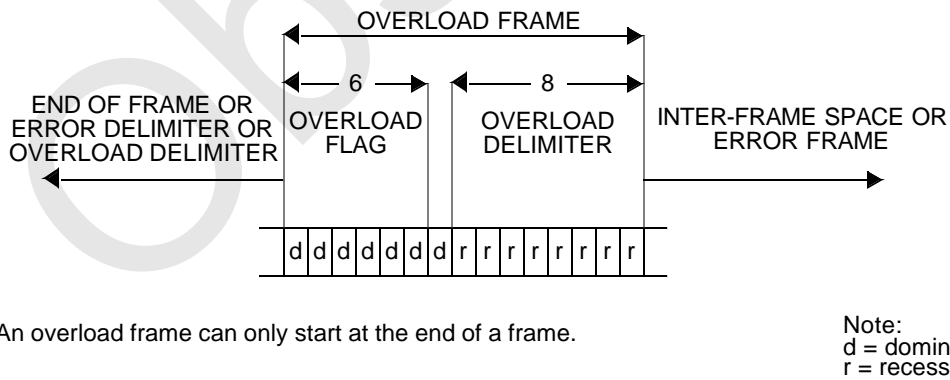 OVERLOAD FRAME
6
8
END OF FRAME OR
ERROR DELIMITER OR
OVERLOAD DELIMITER
OVERLOAD
FLAG
OVERLOAD
DELIMITER
INTER-FRAME SPACE OR
ERROR FRAME
d d d d d d d r r r r r r r r
An overload frame can only start at the end of a frame.
Note:
d = domin
r = recess